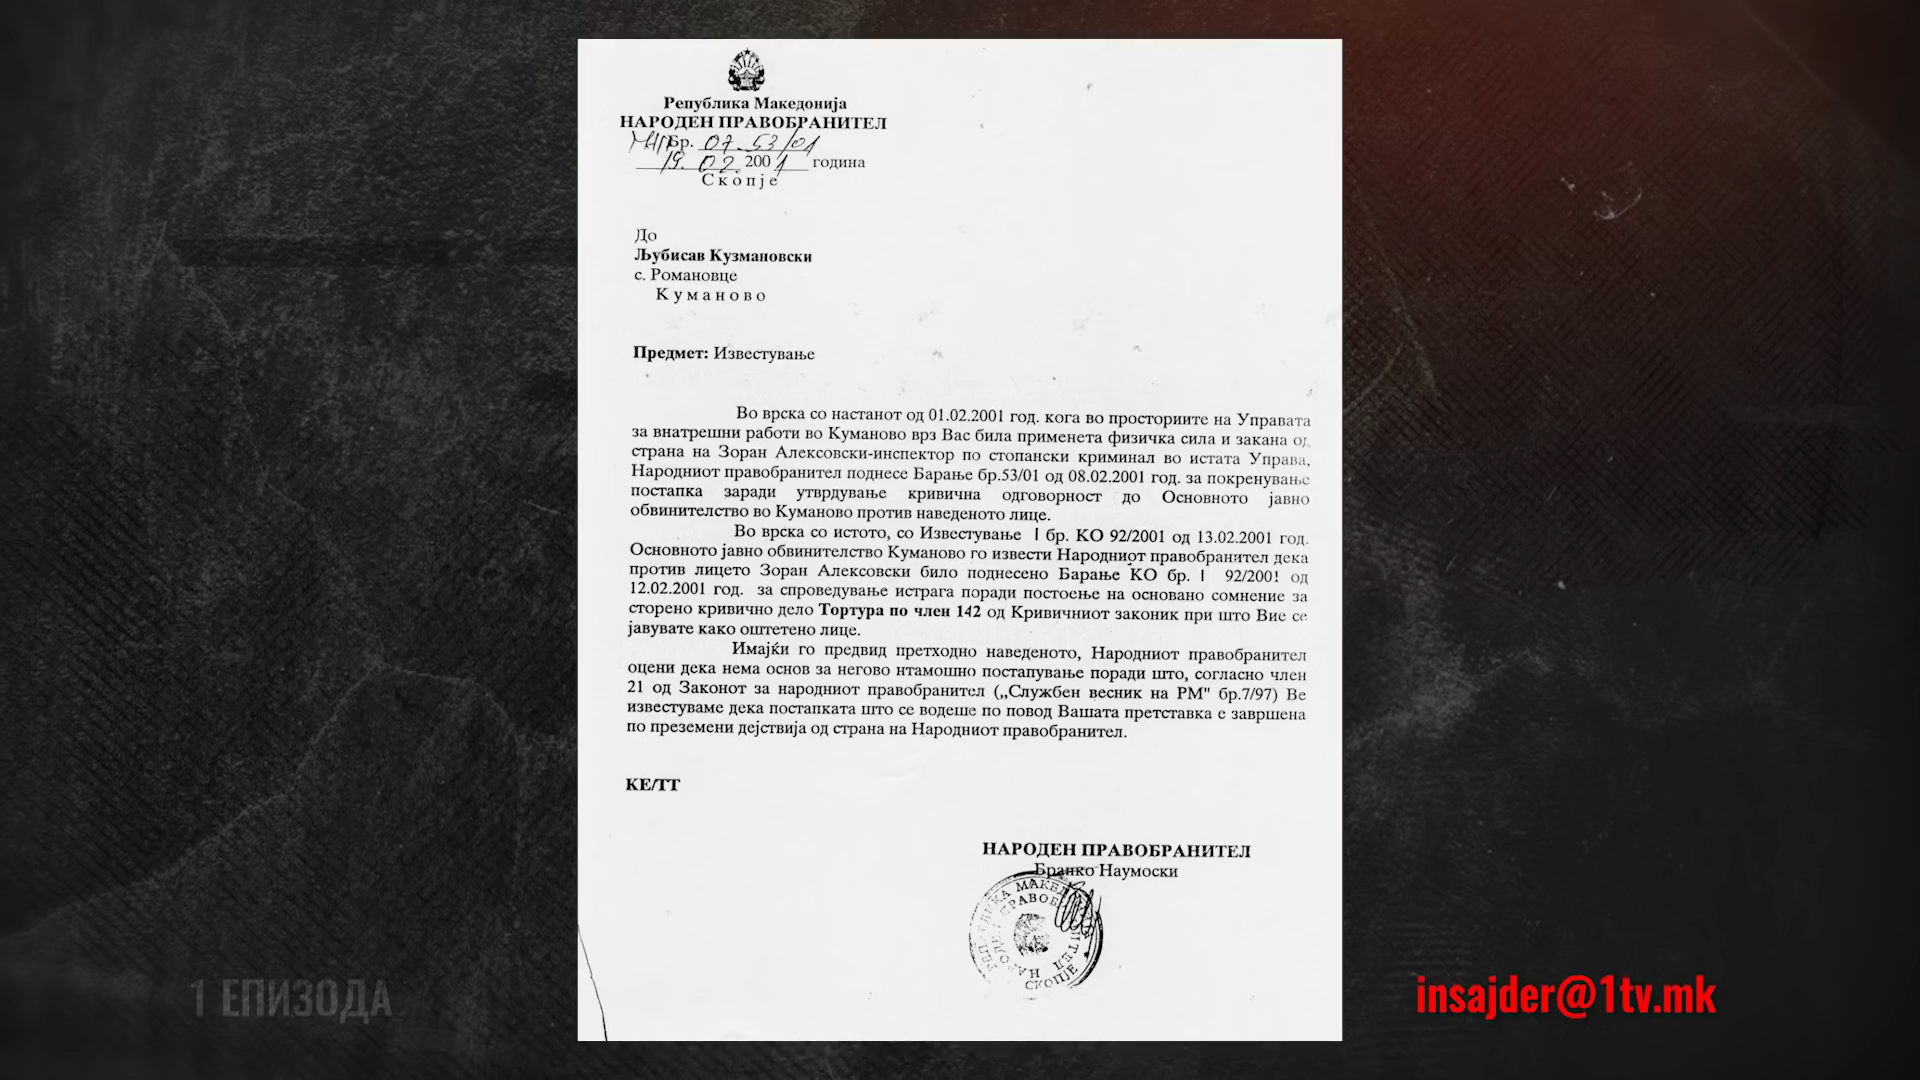 Република Македонија
НАРОДЕН ПРАВОБРАНИТЕЛ
Бр. 07-53/01
19.02.2001 година
Скопје
До
Љубисав Кузмановски
с. Романовце
Куманово
Предмет: Известување
Во врска со настанот од 01.02.2001 год. кога во просториите на Управата
за внатрешни работи во Куманово врз Вас била применета физичка сила и закана од
страна на Зоран Алексовски-инспектор по стопански криминал во истата Управа,
Народниот правобранител поднесе Барање бр.53/01 од 08.02.2001 год. за покренување
постапка заради утврдување кривична одговорност до Основното јавно
обвинителство во Куманово против наведеното лице.
Во врска со истото, со Известување I бр. КО 92/2001 од 13.02.2001 год.
Основното јавно обвинителство Куманово го извести Народниот правобранител дека
против лицето Зоран Алексовски било поднесено Барање КО бр. I 92/2001 од
12.02.2001 год. за спроведување истрага поради постоење на основано сомнение за
сторено кривично дело Тортура по член 142 од Кривичниот законик при што Вие се
јавувате како оштетено лице.
Имајќи го предвид претходно наведеното, Народниот правобранител
оцени дека нема основ за негово нтамошно постапување поради што, согласно член
21 од Законот за народниот правобранител („Службен весник на РМ" бр.7/97) Ве
известуваме дека постапката што се водеше по повод Вашата претставка е завршена
по преземени дејствија од страна на Народниот правобранител.
КЕ/ТТ
НАРОДЕН ПРАВОБРАНИТЕЛ
Бранко Наумоски
СКОПЈЕ
1 ЕПИЗОДА
insajder@1tv.mk